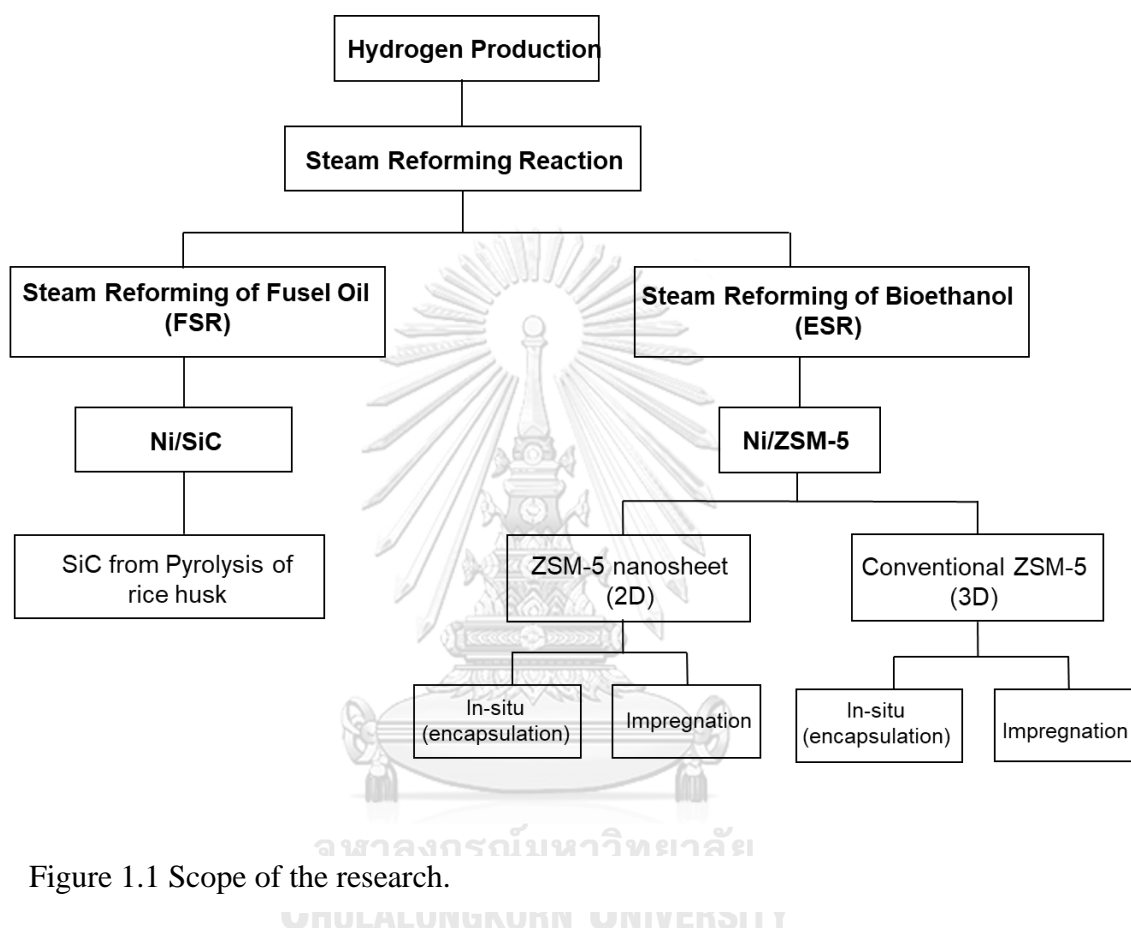 Hydrogen Production
Steam Reforming Reaction
Steam Reforming of Fusel Oil
(FSR)
Steam Reforming of Bioethanol
(ESR)
Ni/SiC
Ni/ZSM-5
SiC from Pyrolysis of
rice husk
ZSM-5 nanosheet
(2D)
Conventional ZSM-5
(3D)
In-situ
(encapsulation)
Impregnation
In-situ
(encapsulation)
Impregnation
จุฬาลงกรณ์มหาวิทยาลัย
Figure 1.1 Scope of the research.
CHULALONGKORN UNIVERSITY